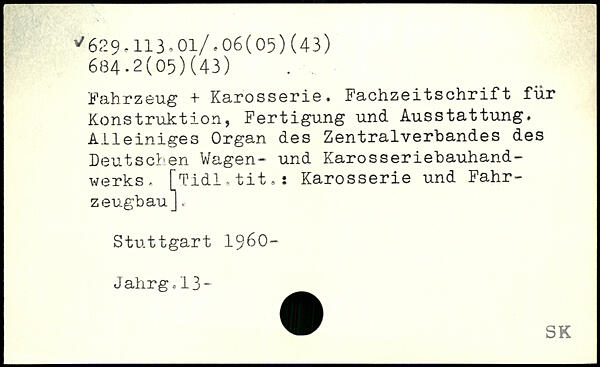 ✓629.113.01/.06(05)(43)
684.2(05)(43)
Fahrzeug + Karosserie. Fachzeitschrift für
Konstruktion, Fertigung und Ausstattung.
Alleiniges Organ des Zentralverbandes des
Deutschen Wagen- und Karosseriebauhand-
werks. [Tidl.tit.: Karosserie und Fahr-
zeugbau].
Stuttgart 1960-
Jahrg.13-
SK